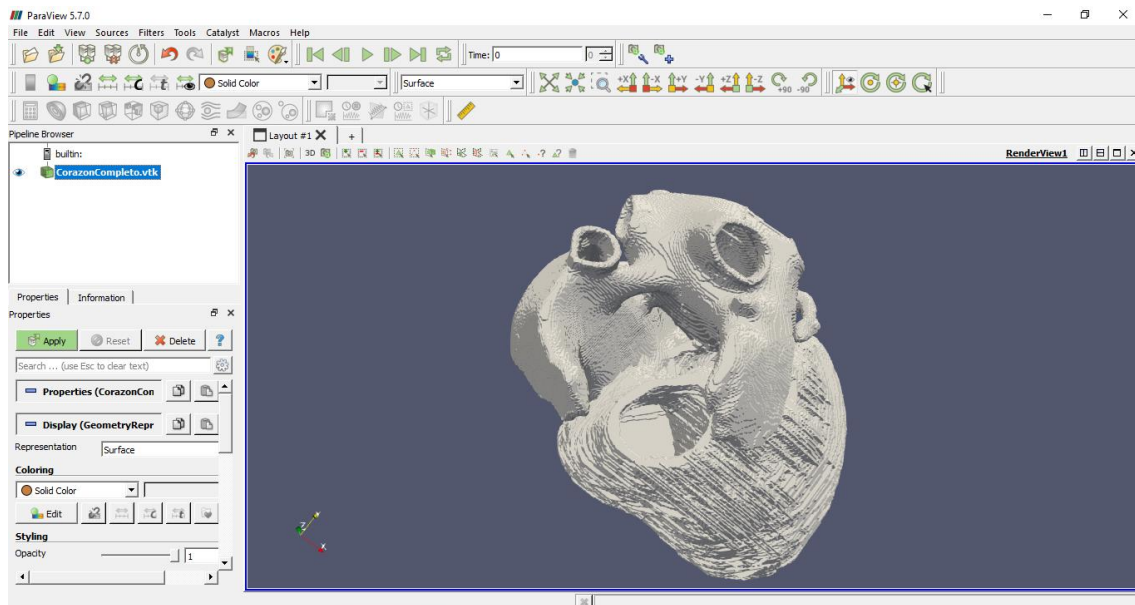 ParaView 5.7.0
File Edit View Sources Filters Tools Catalyst Macros Help
Time: 0 0
Solid Color Surface +X -X +Y -Y +Z -Z +90 -90
Pipeline Browser
Layout #1 +
builtin:
3D
RenderView1
CorazonCompleto.vtk
Properties Information
Properties
Apply Reset Delete ?
Search ... (use Esc to clear text)
Properties (CorazonCon
Display (GeometryRepr
Representation Surface
Coloring
Solid Color
Edit
Styling
Opacity 1
Z Y X